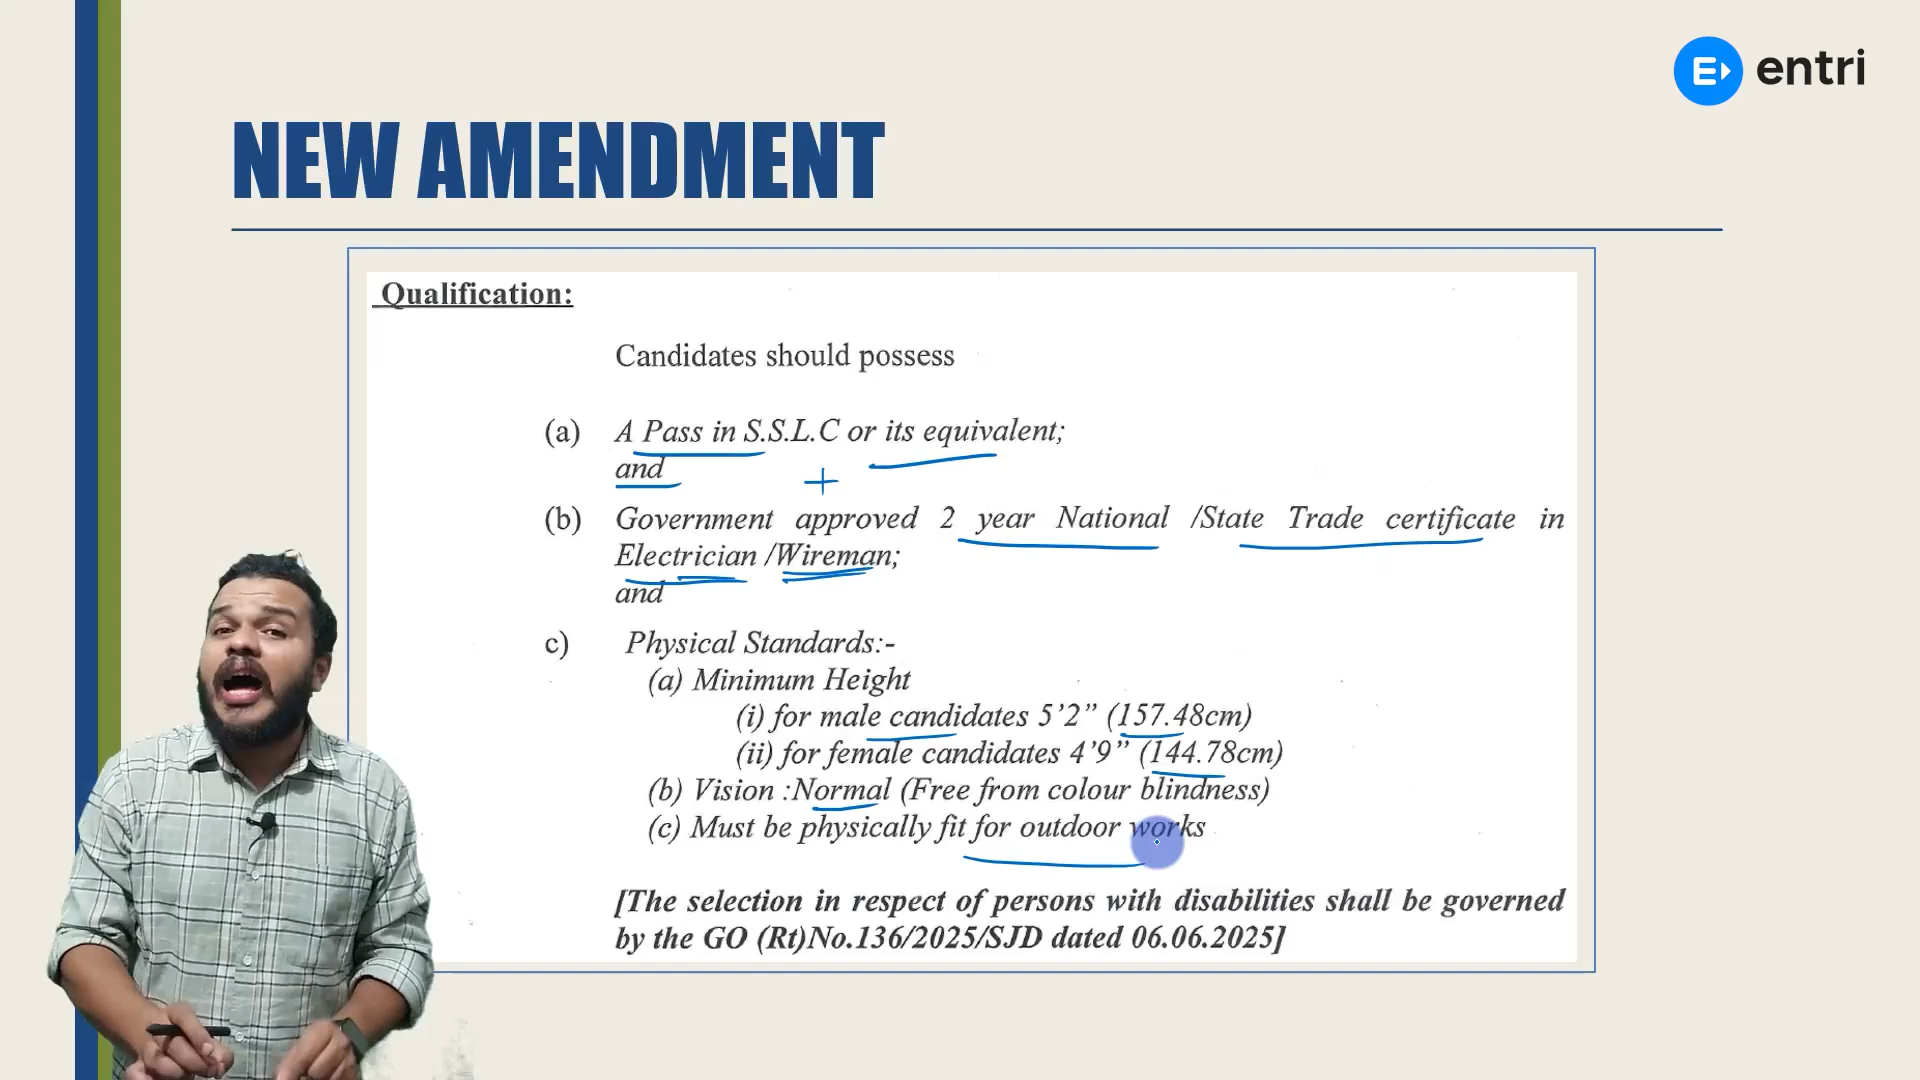 entri
NEW AMENDMENT
Qualification:
Candidates should possess
(a) A Pass in S.S.L.C or its equivalent;
and
+
(b) Government approved 2 year National /State Trade certificate in
Electrician /Wireman;
and
c) Physical Standards:-
(a) Minimum Height
(i) for male candidates 5’2” (157.48cm)
(ii) for female candidates 4’9” (144.78cm)
(b) Vision :Normal (Free from colour blindness)
(c) Must be physically fit for outdoor works
[The selection in respect of persons with disabilities shall be governed
by the GO (Rt)No.136/2025/SJD dated 06.06.2025]